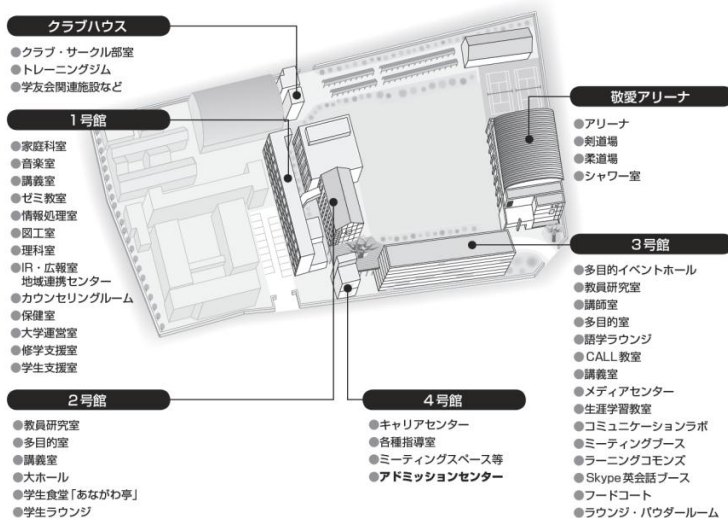 クラブハウス
●クラブ・サークル部室
●トレーニングジム
●学友会関連施設など
1号館
●家庭科室
●音楽室
●講義室
●ゼミ教室
●情報処理室
●図工室
●理科室
●IR・広報室
地域連携センター
●カウンセリングルーム
●保健室
●大学運営室
●修学支援室
●学生支援室
2号館
●教員研究室
●多目的室
●講義室
●大ホール
●学生食堂「あながわ亭」
●学生ラウンジ
4号館
●キャリアセンター
●各種指導室
●ミーティングスペース等
●アドミッションセンター
敬愛アリーナ
●アリーナ
●剣道場
●柔道場
●シャワー室
3号館
●多目的イベントホール
●教員研究室
●講師室
●多目的室
●語学ラウンジ
●CALL教室
●講義室
●メディアセンター
●生涯学習教室
●コミュニケーションラボ
●ミーティングブース
●ラーニングコモンズ
●Skype英会話ブース
●フードコート
●ラウンジ・パウダールーム